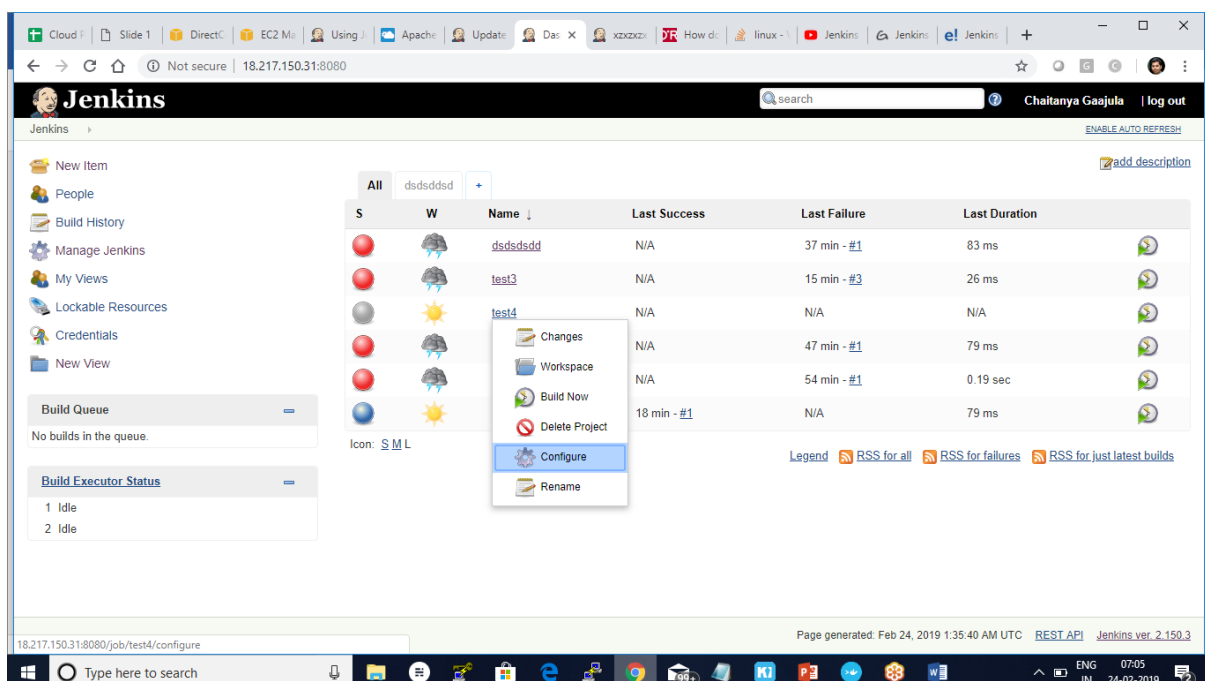 Cloud F
Slide 1
DirectC
EC2 Ma
Using J
Apache
Update
Das
xzxzxzx
How do
linux - \
Jenkins
Jenkins
Jenkins
Not secure | 18.217.150.31:8080
Jenkins
search
Chaitanya Gaajula | log out
Jenkins
ENABLE AUTO REFRESH
New Item
People
Build History
Manage Jenkins
My Views
Lockable Resources
Credentials
New View
Build Queue
No builds in the queue.
Build Executor Status
1 Idle
2 Idle
add description
All dsdsddsd +
S W Name ↓ Last Success Last Failure Last Duration
dsdsdsdd N/A 37 min - #1 83 ms
test3 N/A 15 min - #3 26 ms
test4 N/A N/A N/A
N/A 47 min - #1 79 ms
N/A 54 min - #1 0.19 sec
18 min - #1 N/A 79 ms
Changes
Workspace
Build Now
Delete Project
Configure
Rename
Icon: S M L
Legend RSS for all RSS for failures RSS for just latest builds
Page generated: Feb 24, 2019 1:35:40 AM UTC REST API Jenkins ver. 2.150.3
18.217.150.31:8080/job/test4/configure
Type here to search
99+
ENG
IN
07:05
24-02-2019